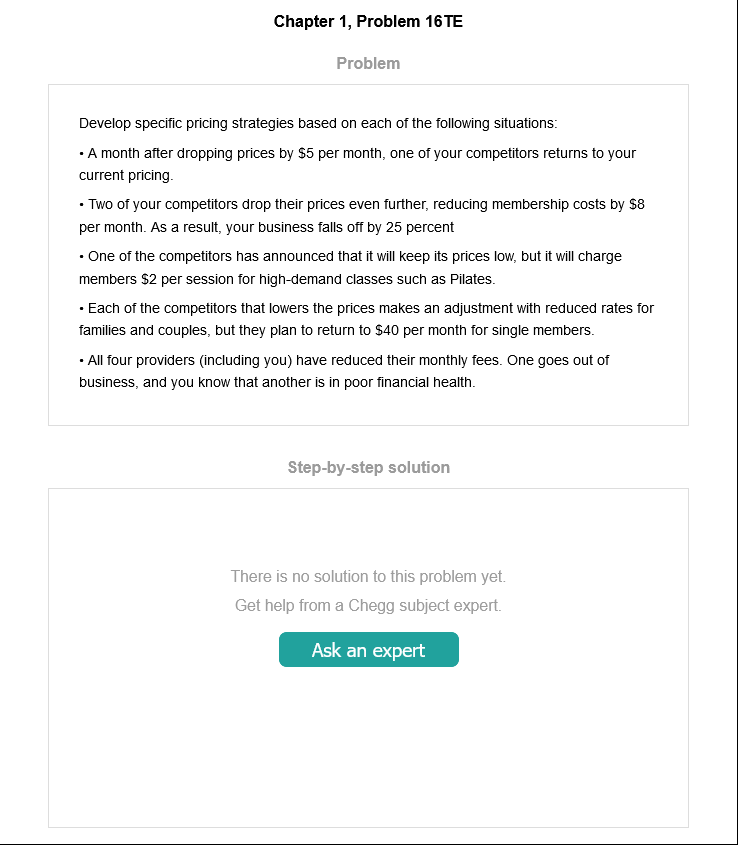 Chapter 1, Problem 16TE
Problem
Develop specific pricing strategies based on each of the following situations:
• A month after dropping prices by $5 per month, one of your competitors returns to your
current pricing.
• Two of your competitors drop their prices even further, reducing membership costs by $8
per month. As a result, your business falls off by 25 percent
• One of the competitors has announced that it will keep its prices low, but it will charge
members $2 per session for high-demand classes such as Pilates.
• Each of the competitors that lowers the prices makes an adjustment with reduced rates for
families and couples, but they plan to return to $40 per month for single members.
• All four providers (including you) have reduced their monthly fees. One goes out of
business, and you know that another is in poor financial health.
Step-by-step solution
There is no solution to this problem yet.
Get help from a Chegg subject expert.
Ask an expert